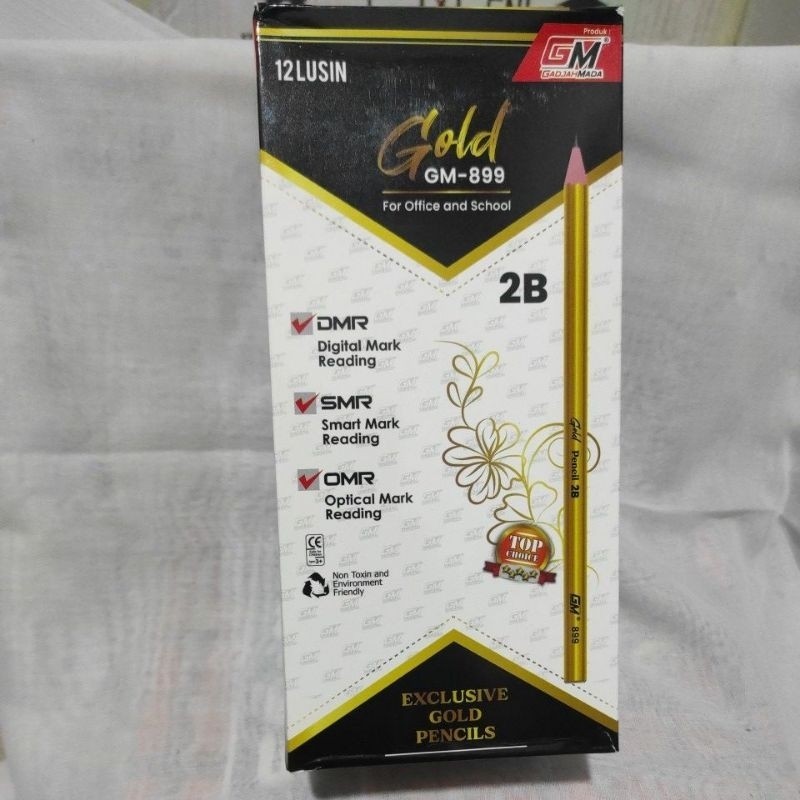 12 LUSIN
Produk :
GM®
GADJAHMADA
Gold
GM-899
For Office and School
2B
DMR
Digital Mark
Reading
SMR
Smart Mark
Reading
OMR
Optical Mark
Reading
Gold Pencil 2B
GM® 899
TOP
CHOICE
CE
Non Toxin and
Environment
Friendly
EXCLUSIVE
GOLD
PENCILS